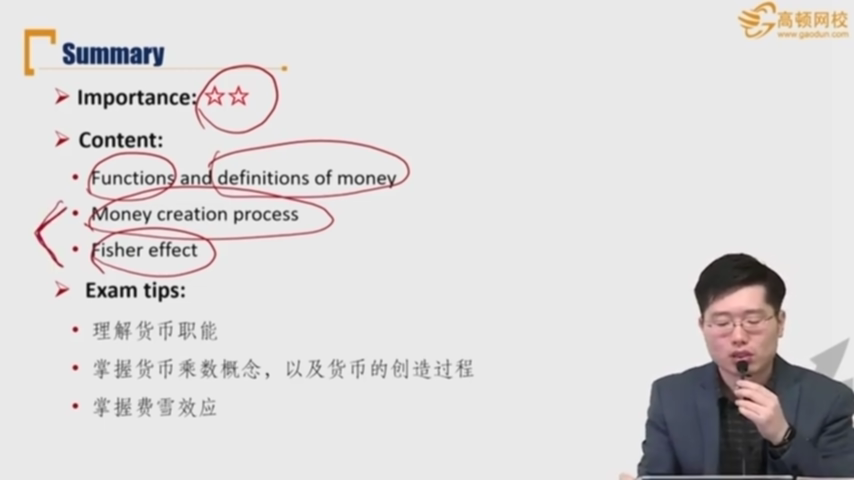 高顿网校
www.gaodun.com
Summary
Importance: ☆☆
Content:
Functions and definitions of money
Money creation process
Fisher effect
Exam tips:
理解货币职能
掌握货币乘数概念，以及货币的创造过程
掌握费雪效应